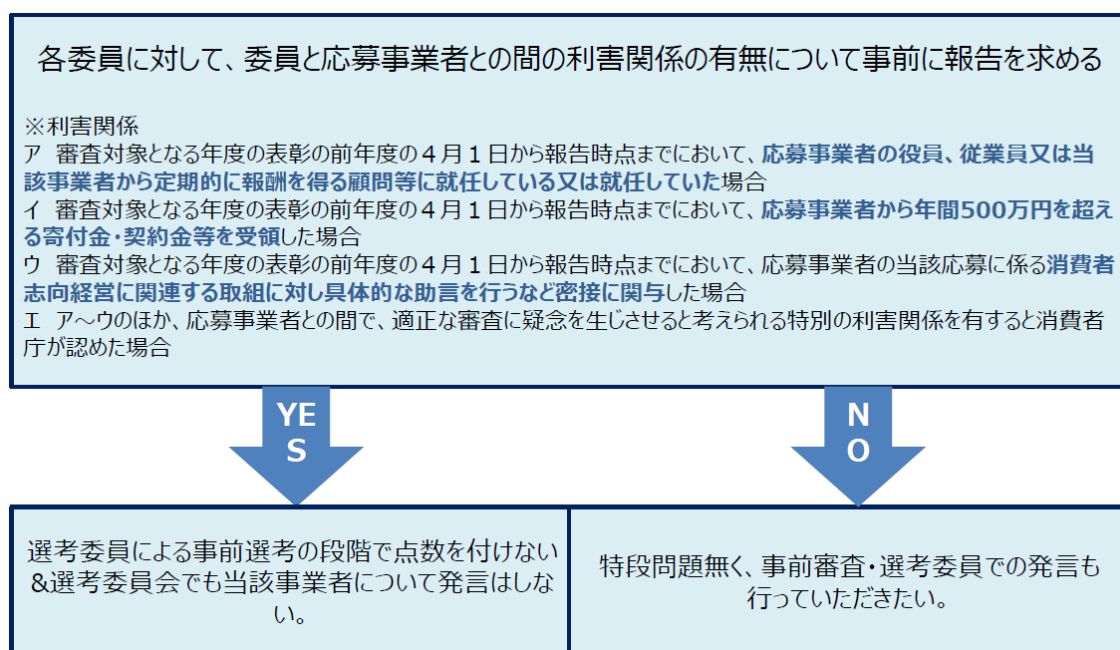 各委員に対して、委員と応募事業者との間の利害関係の有無について事前に報告を求める
※利害関係
ア 審査対象となる年度の表彰の前年度の４月１日から報告時点までにおいて、応募事業者の役員、従業員又は当
該事業者から定期的に報酬を得る顧問等に就任している又は就任していた場合
イ 審査対象となる年度の表彰の前年度の４月１日から報告時点までにおいて、応募事業者から年間500万円を超え
る寄付金・契約金等を受領した場合
ウ 審査対象となる年度の表彰の前年度の４月１日から報告時点までにおいて、応募事業者の当該応募に係る消費者
志向経営に関連する取組に対し具体的な助言を行うなど密接に関与した場合
エ ア～ウのほか、応募事業者との間で、適正な審査に疑念を生じさせると考えられる特別の利害関係を有すると消費者
庁が認めた場合
YE
S
N
O
選考委員による事前選考の段階で点数を付けない
&選考委員会でも当該事業者について発言はしな
い。
特段問題無く、事前審査・選考委員での発言も
行っていただきたい。